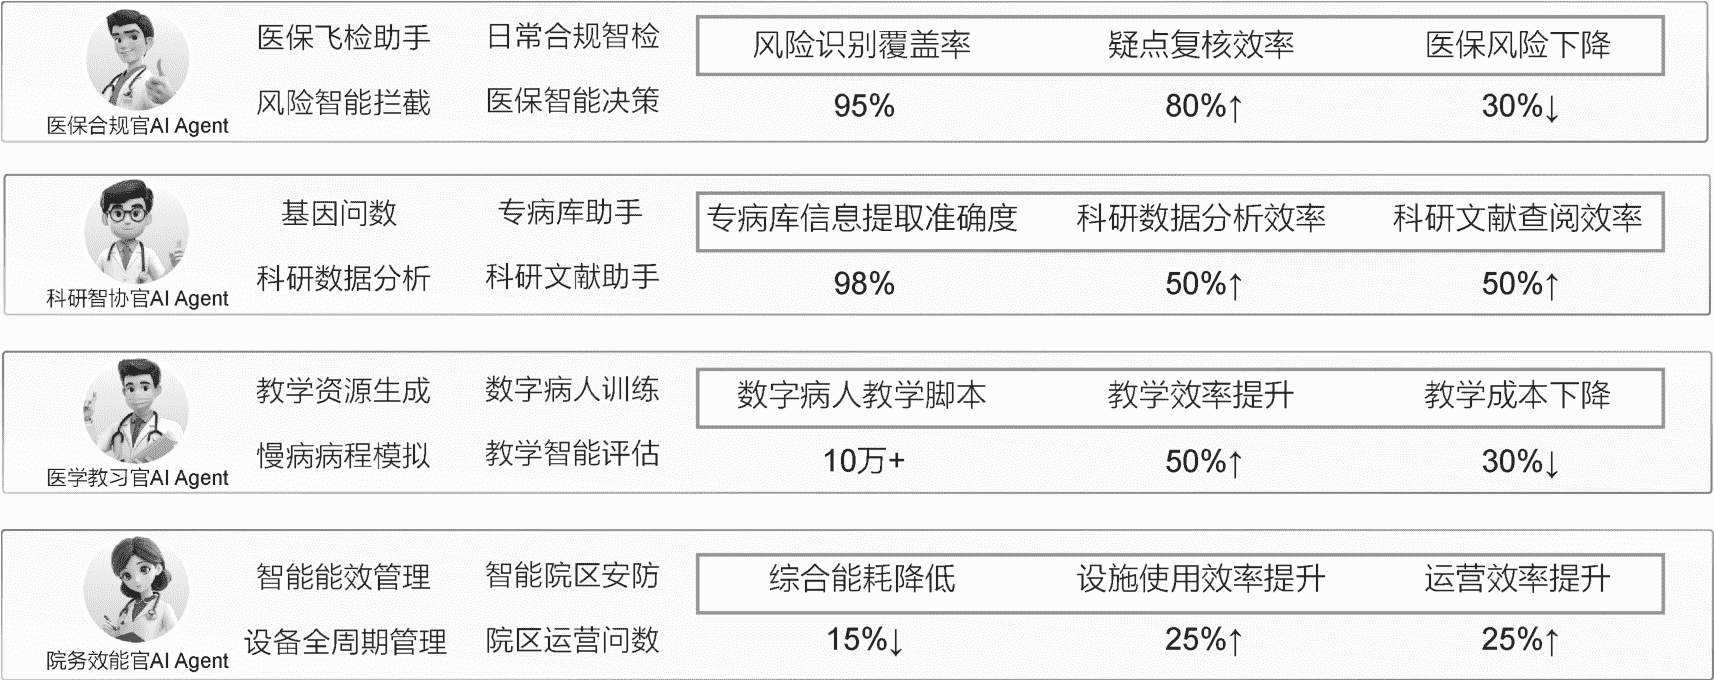 医保飞检助手 日常合规智检 风险识别覆盖率 疑点复核效率 医保风险下降
风险智能拦截 医保智能决策 95% 80%↑ 30%↓
医保合规官AI Agent
基因问数 专病库助手 专病库信息提取准确度 科研数据分析效率 科研文献查阅效率
科研数据分析 科研文献助手 98% 50%↑ 50%↑
科研智协官AI Agent
教学资源生成 数字病人训练 数字病人教学脚本 教学效率提升 教学成本下降
慢病病程模拟 教学智能评估 10万+ 50%↑ 30%↓
医学教习官AI Agent
智能能效管理 智能院区安防 综合能耗降低 设施使用效率提升 运营效率提升
设备全周期管理 院区运营问数 15%↓ 25%↑ 25%↑
院务效能官AI Agent